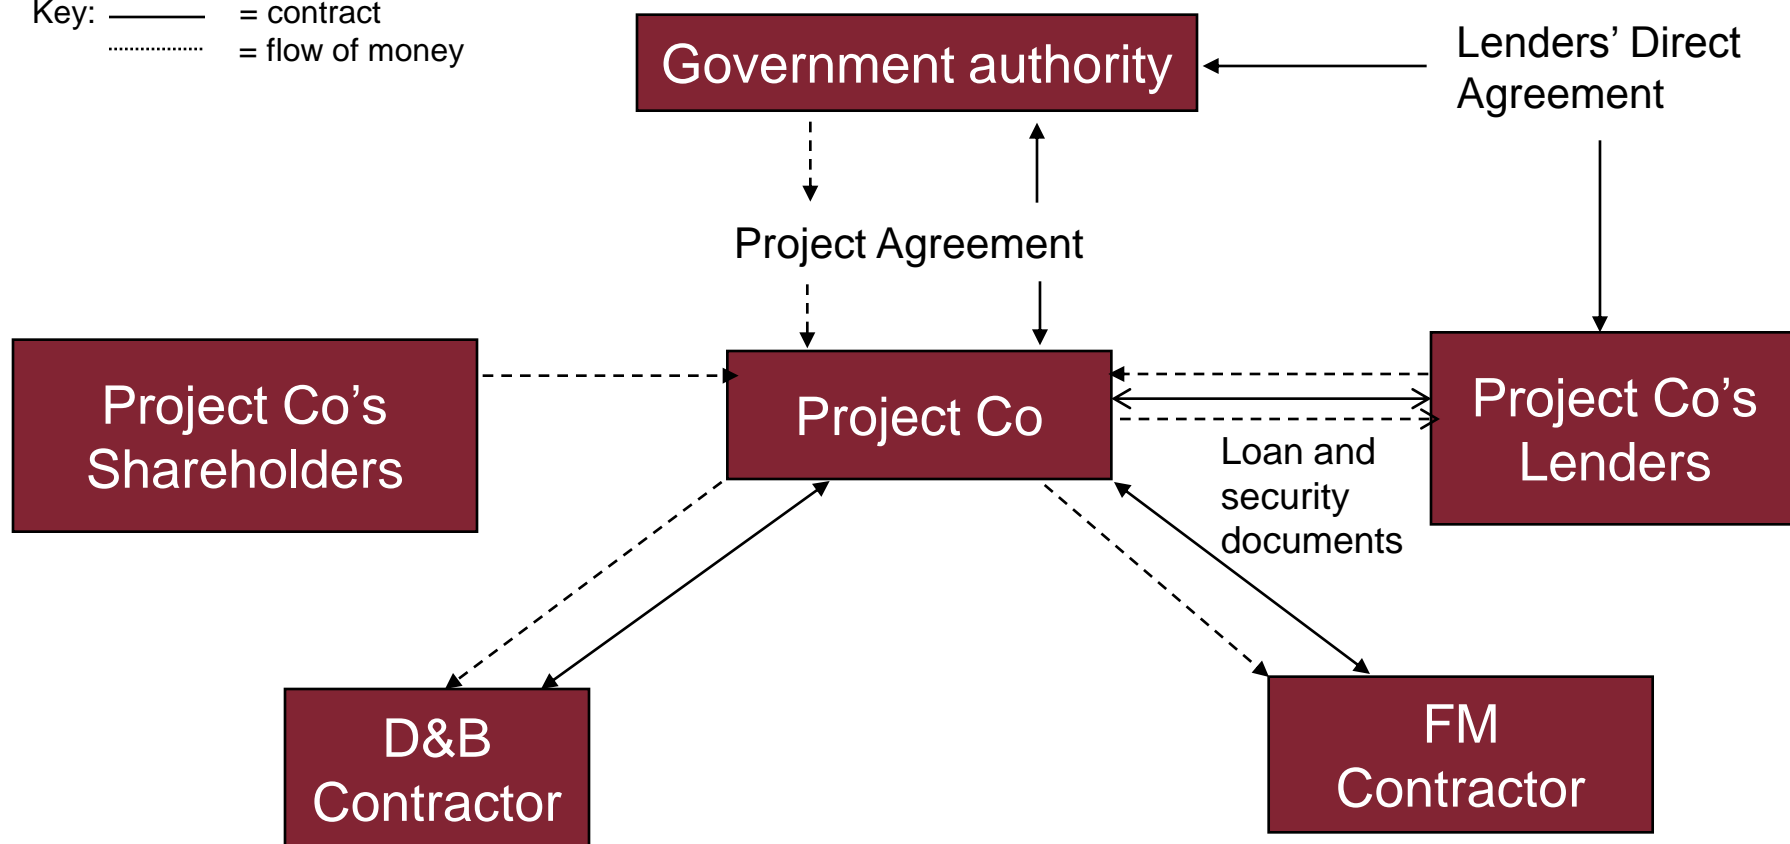 Key: = contract
= flow of money
Government authority
Lenders’ Direct
Agreement
Project Agreement
Project Co’s
Shareholders
Project Co
Project Co’s
Lenders
Loan and
security
documents
D&B
Contractor
FM
Contractor